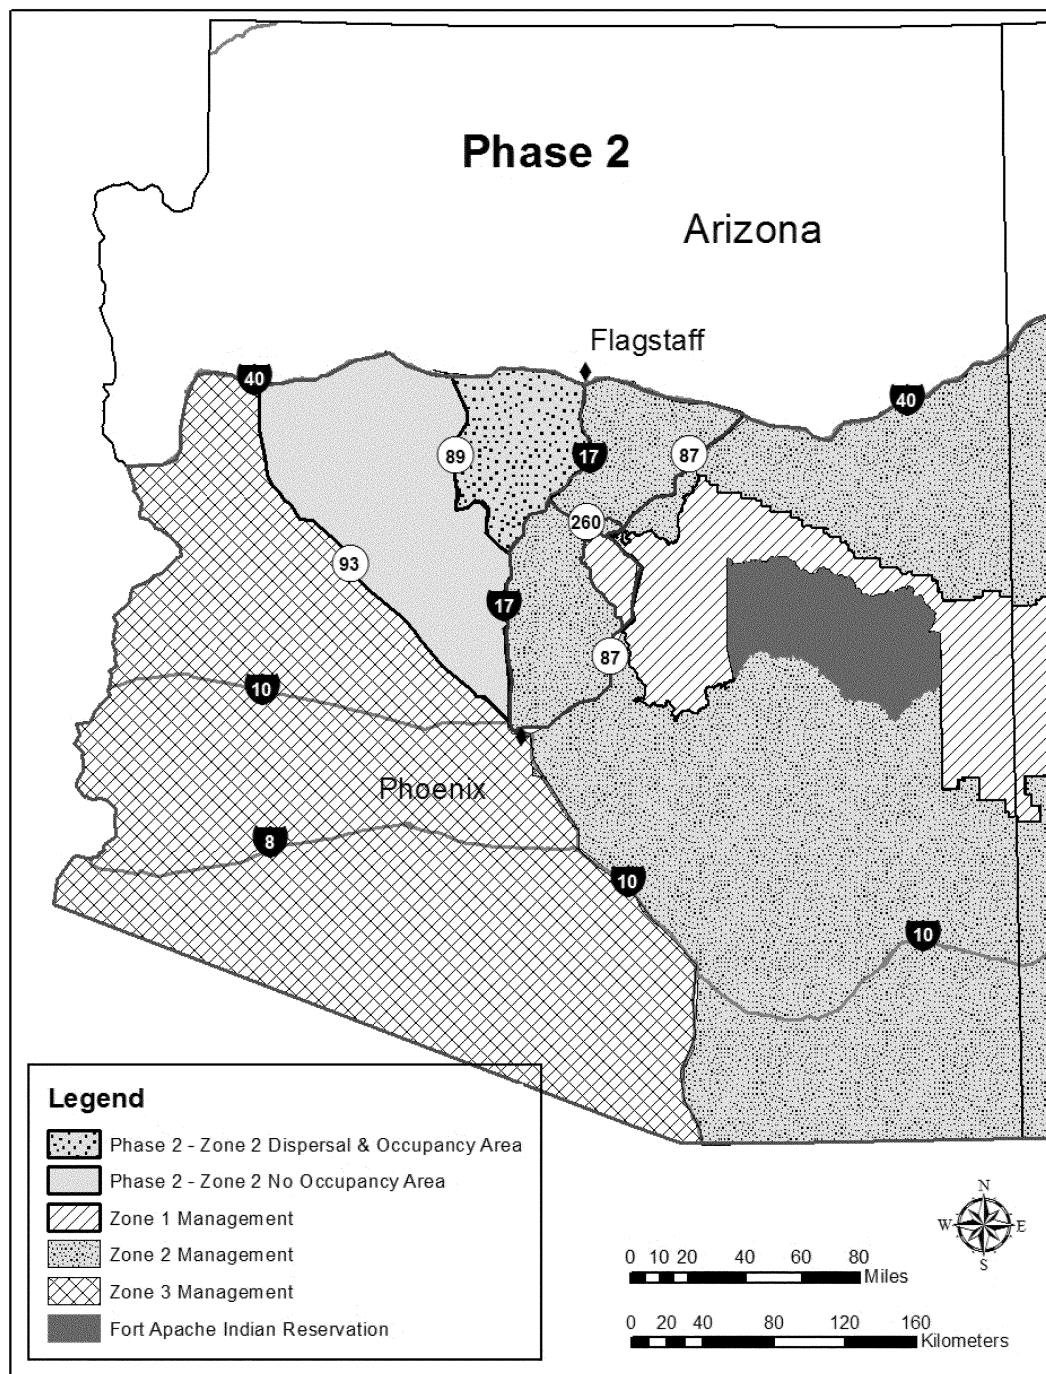 Phase 2
Arizona
Flagstaff
40
40
89
17
87
260
93
17
87
10
Phoenix
8
10
10
Legend
Phase 2 - Zone 2 Dispersal & Occupancy Area
Phase 2 - Zone 2 No Occupancy Area
Zone 1 Management
Zone 2 Management
Zone 3 Management
Fort Apache Indian Reservation
N
W E
S
0 10 20 40 60 80
Miles
0 20 40 80 120 160
Kilometers